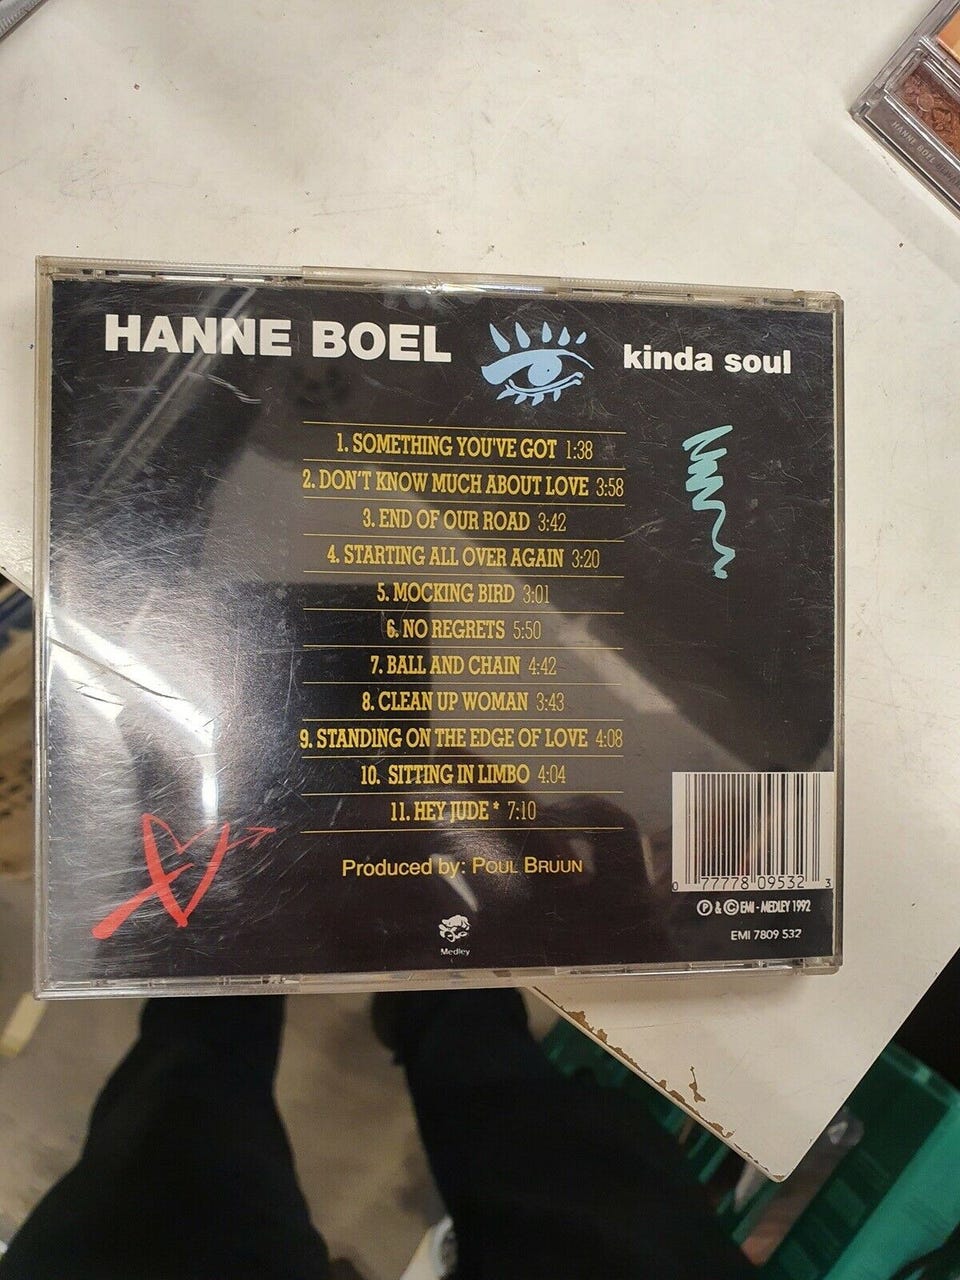 HANNE BOEL
kinda soul
1. SOMETHING YOU'VE GOT 1:38
2. DON'T KNOW MUCH ABOUT LOVE 3:58
3. END OF OUR ROAD 3:42
4. STARTING ALL OVER AGAIN 3:20
5. MOCKING BIRD 3:01
6. NO REGRETS 5:50
7. BALL AND CHAIN 4:42
8. CLEAN UP WOMAN 3:43
9. STANDING ON THE EDGE OF LOVE 4:08
10. SITTING IN LIMBO 4:04
11. HEY JUDE * 7:10
Produced by: POUL BRUUN
0 77778 09532 3
Ⓟ & © EMI - MEDLEY 1992
EMI 7809 532
Medley
HANNE BOEL